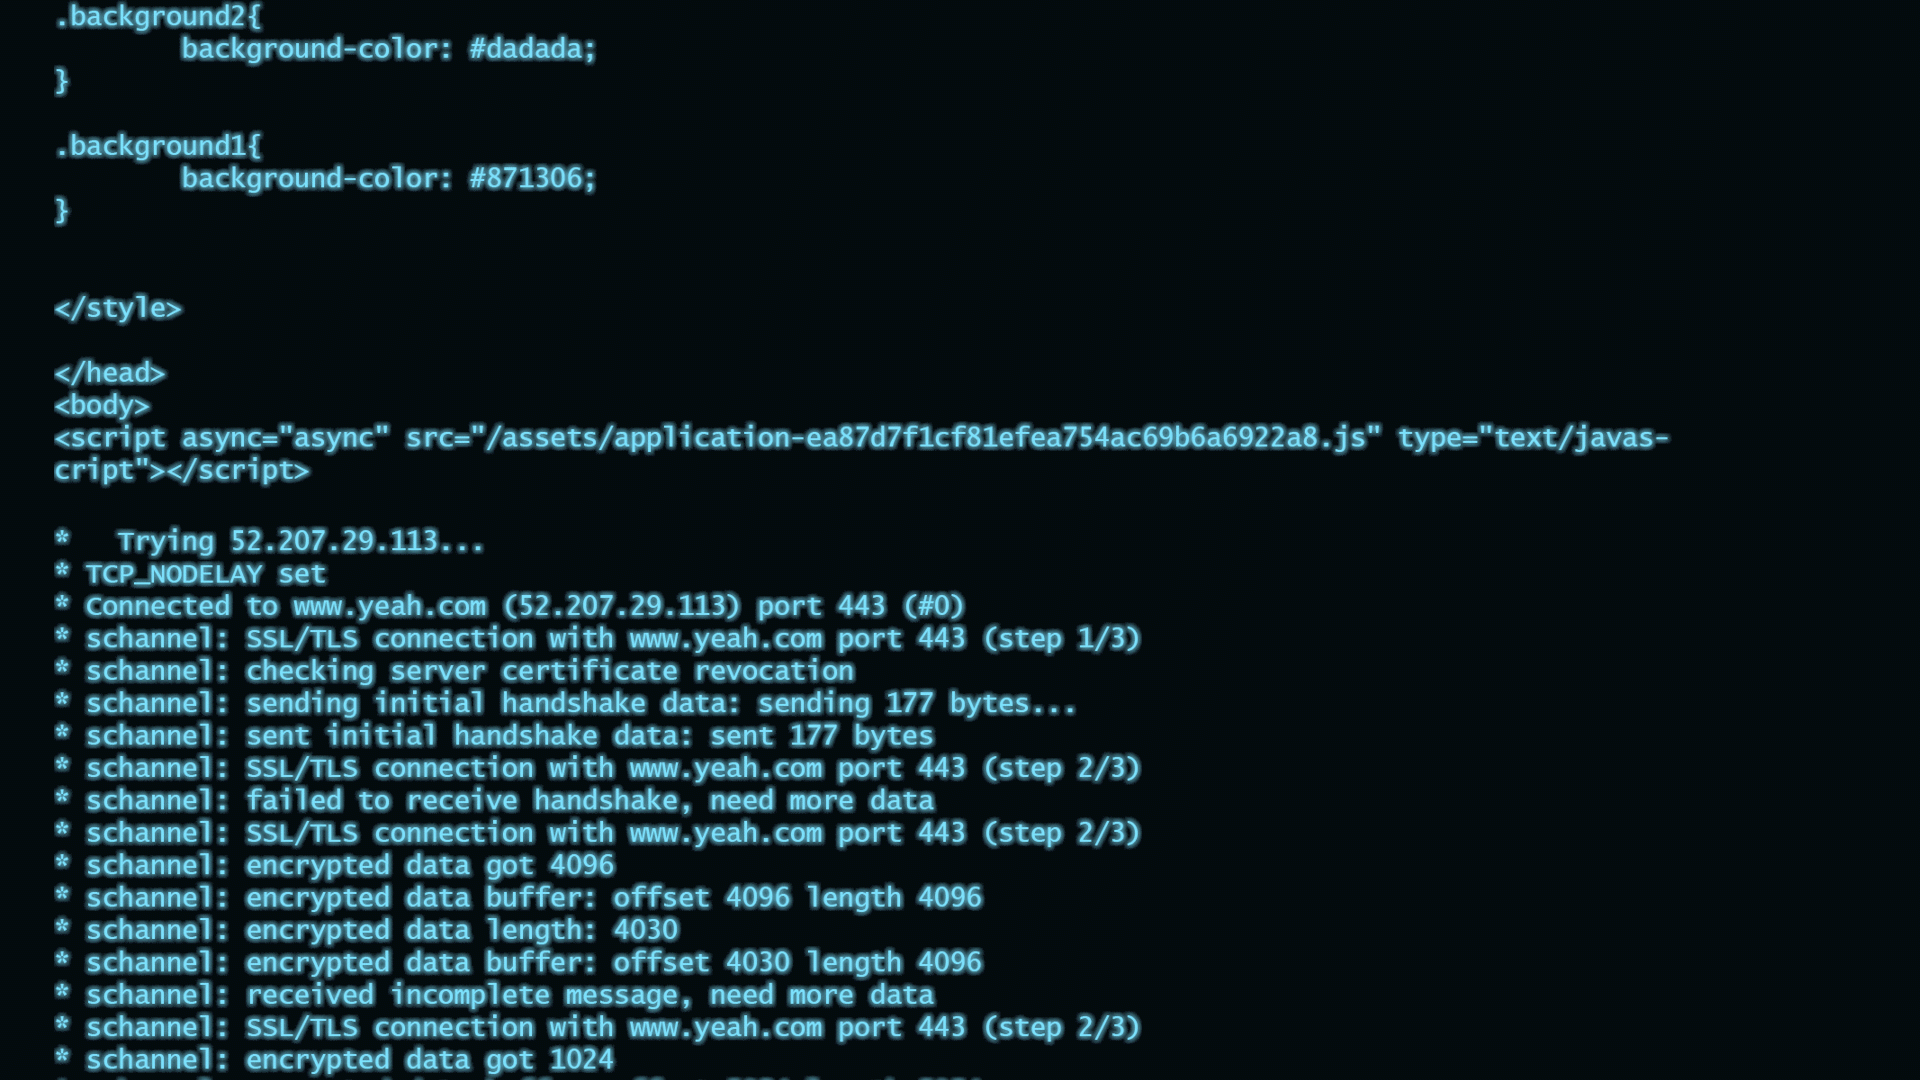 .background2{
background-color: #dadada;
}
.background1{
background-color: #871306;
}
</style>
</head>
<body>
<script async="async" src="/assets/application-ea87d7f1cf81efea754ac69b6a6922a8.js" type="text/javas-
cript"></script>
* Trying 52.207.29.113...
* TCP_NODELAY set
* Connected to www.yeah.com (52.207.29.113) port 443 (#0)
* schannel: SSL/TLS connection with www.yeah.com port 443 (step 1/3)
* schannel: checking server certificate revocation
* schannel: sending initial handshake data: sending 177 bytes...
* schannel: sent initial handshake data: sent 177 bytes
* schannel: SSL/TLS connection with www.yeah.com port 443 (step 2/3)
* schannel: failed to receive handshake, need more data
* schannel: SSL/TLS connection with www.yeah.com port 443 (step 2/3)
* schannel: encrypted data got 4096
* schannel: encrypted data buffer: offset 4096 length 4096
* schannel: encrypted data length: 4030
* schannel: encrypted data buffer: offset 4030 length 4096
* schannel: received incomplete message, need more data
* schannel: SSL/TLS connection with www.yeah.com port 443 (step 2/3)
* schannel: encrypted data got 1024